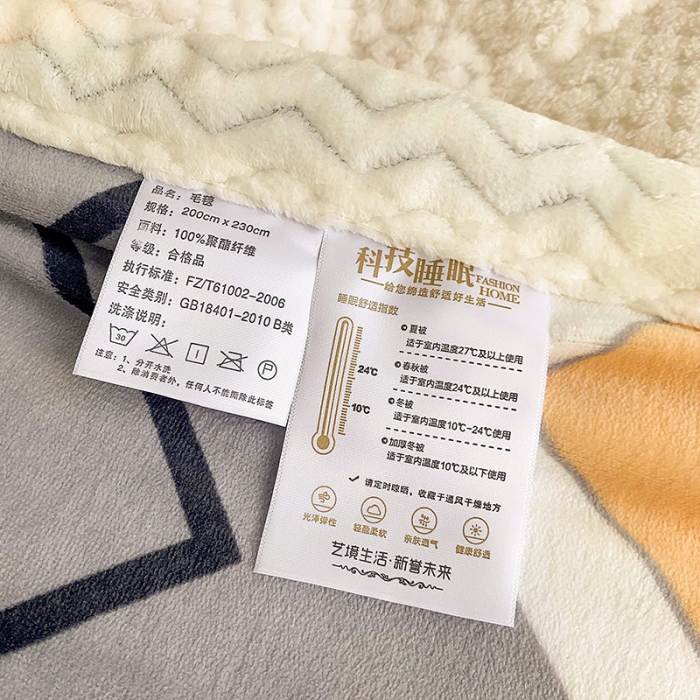 品名：毛毯
规格：200cm x 230cm
面料：100%聚酯纤维
等级：合格品
执行标准：FZ/T61002-2006
安全类别：GB18401-2010 B类
洗涤说明：
30
P
注意：1、分开水洗
2、除消费者外，任何人不能撕除此标签
科技睡眠 FASHION HOME
给您缔造舒适好生活
睡眠舒适指数
夏被
适于室内温度27℃及以上使用
24℃
春秋被
适于室内温度24℃及以上使用
10℃
冬被
适于室内温度10℃-24℃使用
加厚冬被
适于室内温度10℃及以下使用
请定时晾晒，收藏于通风干燥地方
光泽弹性 轻盈柔软 亲肤透气 健康舒适
艺境生活·新誉未来